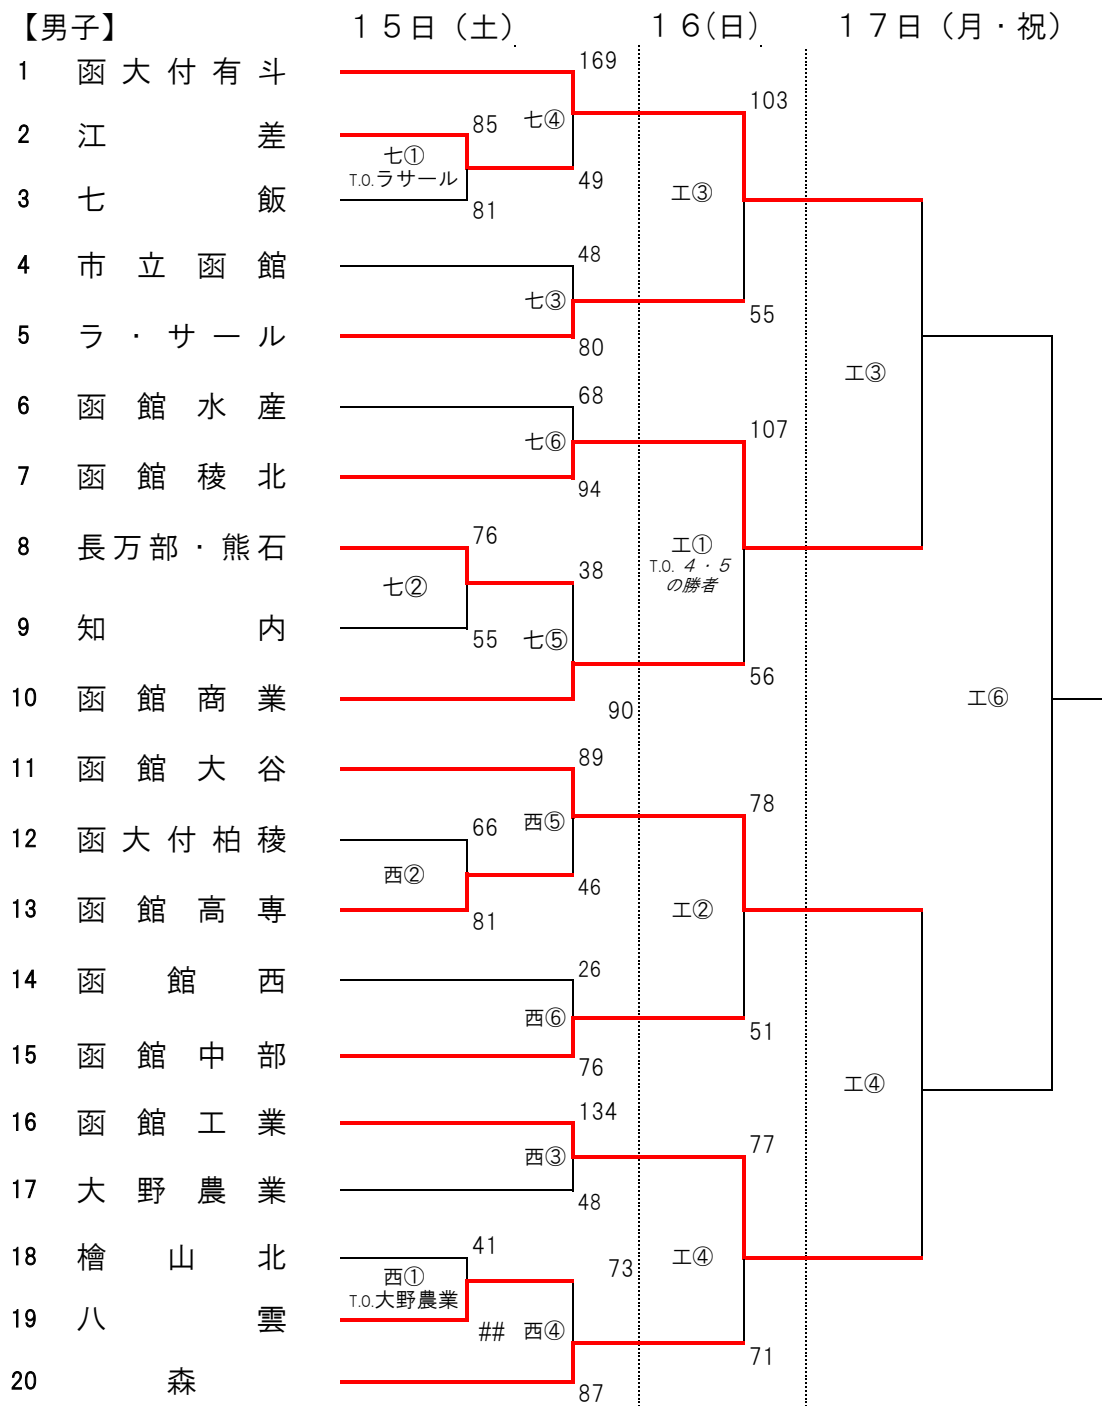 【男子】 １５日（土） １６(日) １７日（月・祝）
169
1 函大付有斗
103
85 七④
2 江差
七①
T.O.ラサール
49
工③
3 七飯
81
48
4 市立函館
七③
55
5 ラ・サール
80
工③
68
6 函館水産
107
七⑥
7 函館稜北
94
76
8 長万部・熊石
工①
T.O. 4・5
の勝者
38
七②
9 知内
55 七⑤
56
10 函館商業
90
工⑥
89
11 函館大谷
78
66 西⑤
12 函大付柏稜
西②
46
13 函館高専
81
工②
26
14 函館西
西⑥
51
15 函館中部
76
工④
134
16 函館工業
77
西③
17 大野農業
48
41
18 檜山北
73 工④
西①
T.O.大野農業
19 八雲
## 西④
71
20 森
87